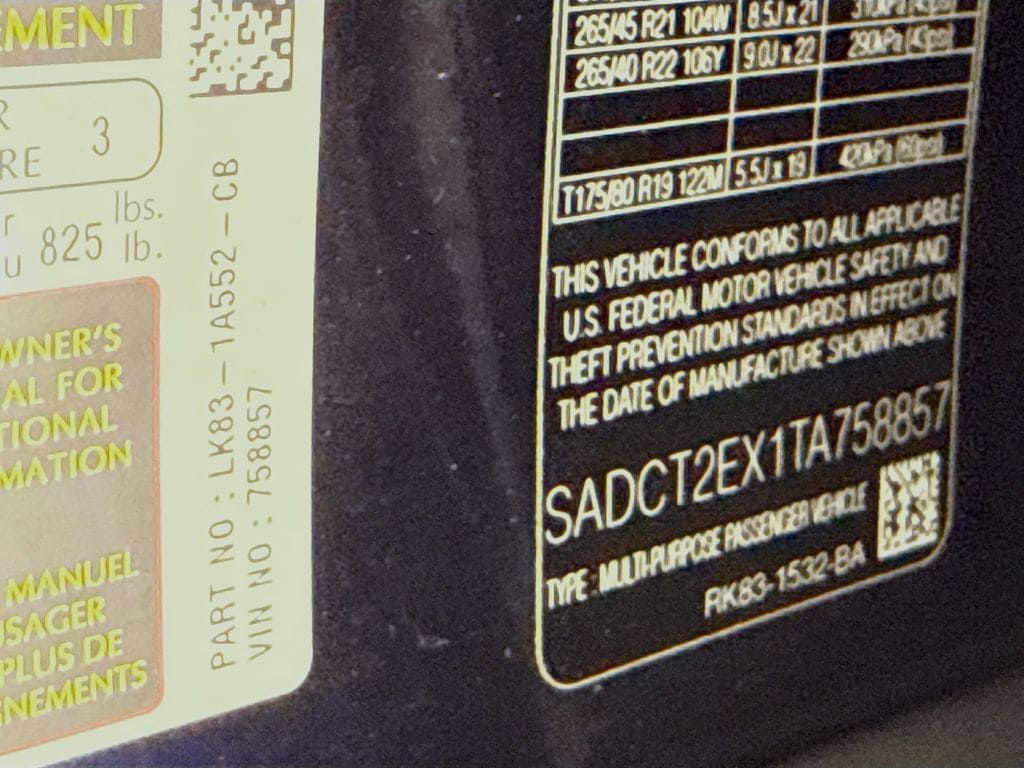 EMENT
R
RE 3
r lbs.
u 825 lb.
WNER'S
AL FOR
TIONAL
MATION
MANUEL
USAGER
PLUS DE
GNEMENTS
PART NO : LK83-1A552-CB
VIN NO : 758857
265/45 R21 104W 8.5J x 21
265/40 R22 106Y 9.0J x 22 290kPa (43psi)
T175/80 R19 122M 5.5J x 19 420kPa (60psi)
THIS VEHICLE CONFORMS TO ALL APPLICABLE
U.S. FEDERAL MOTOR VEHICLE SAFETY AND
THEFT PREVENTION STANDARDS IN EFFECT ON
THE DATE OF MANUFACTURE SHOWN ABOVE
SADCT2EX1TA758857
TYPE : MULTI-PURPOSE PASSENGER VEHICLE
RK83-1532-BA